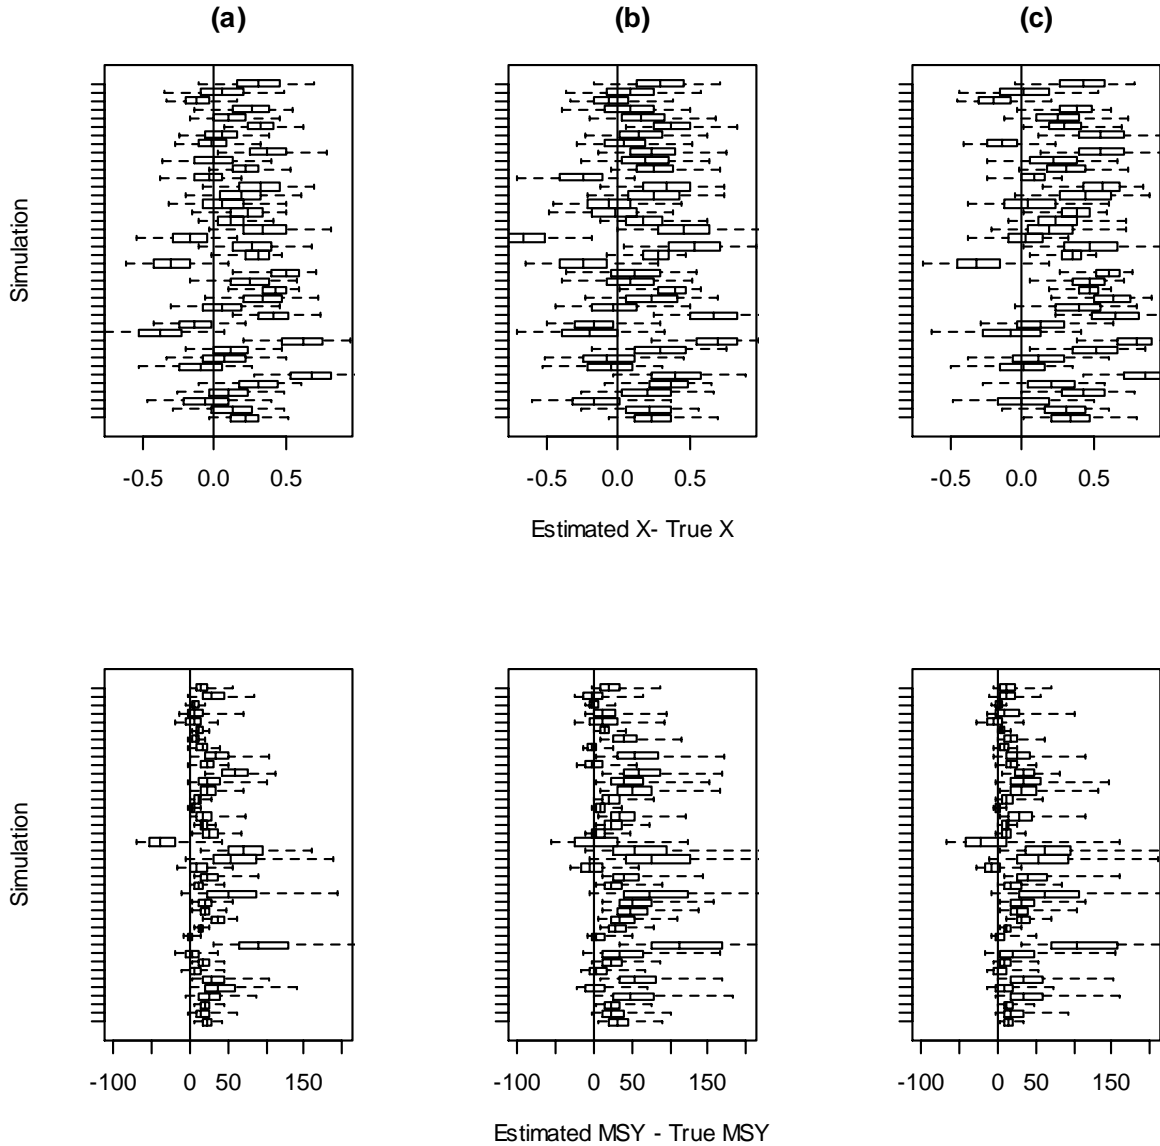 (a) (b) (c)
Simulation
-0.5 0.0 0.5 -0.5 0.0 0.5 -0.5 0.0 0.5
Estimated X- True X
Simulation
-100 0 50 150 -100 0 50 150 -100 0 50 150
Estimated MSY - True MSY